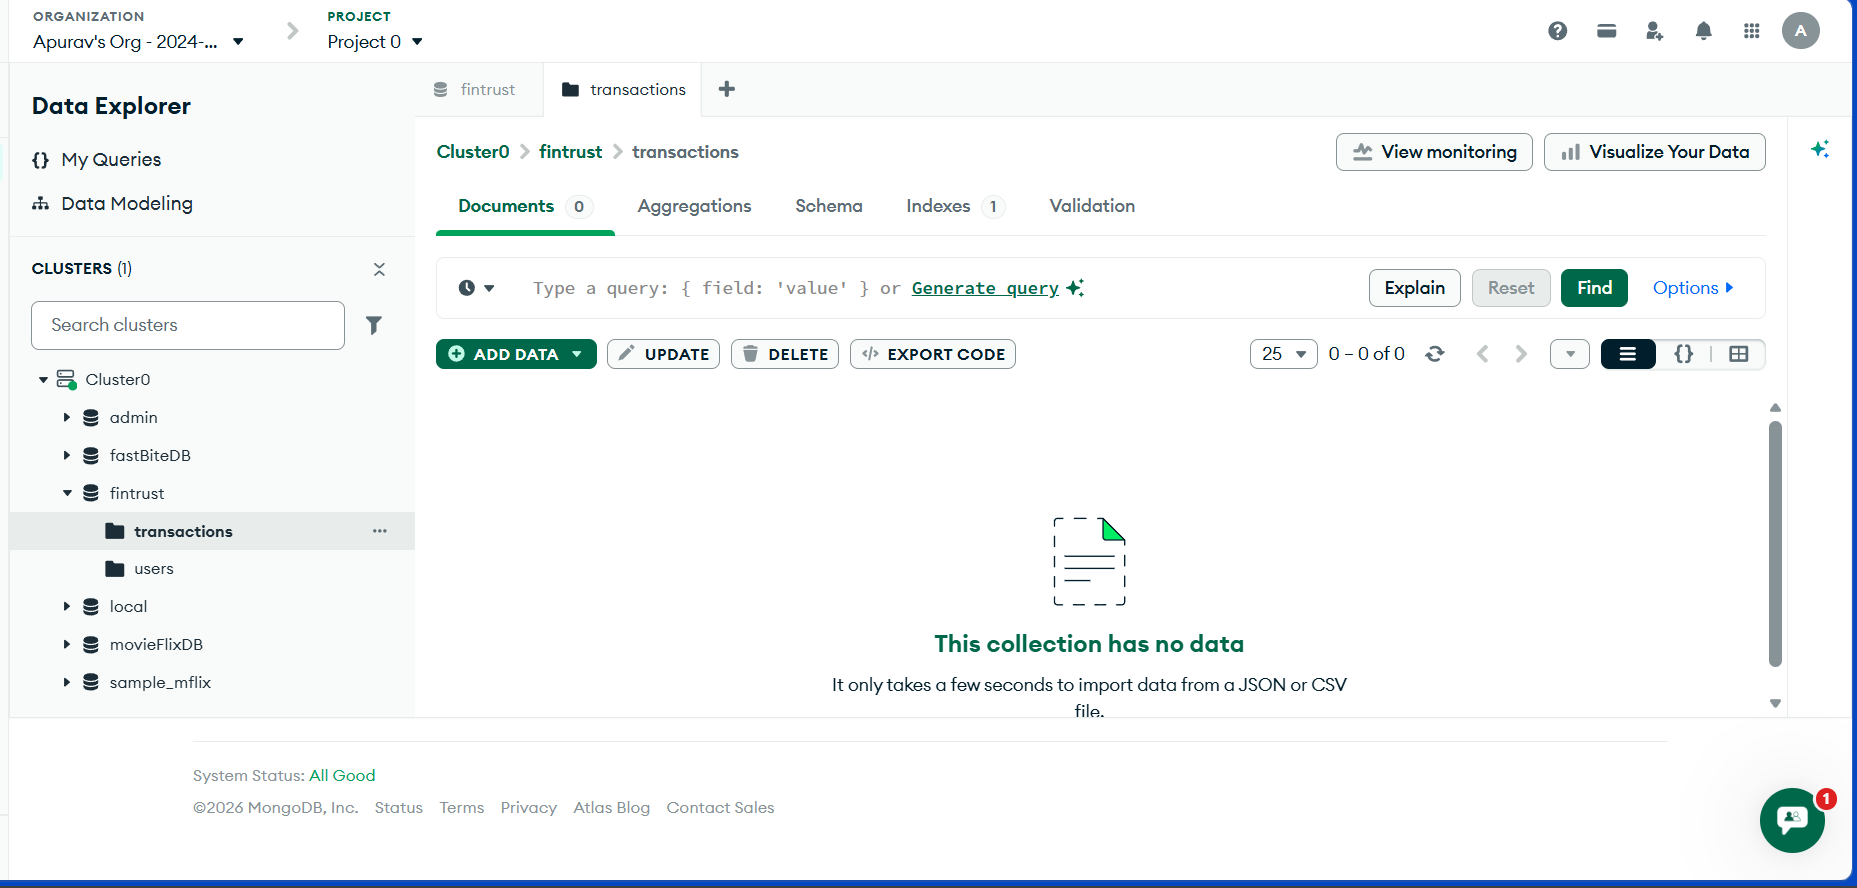 ORGANIZATION
Apurav's Org - 2024-...
PROJECT
Project 0
A
Data Explorer
{} My Queries
Data Modeling
CLUSTERS (1)
Search clusters
Cluster0
admin
fastBiteDB
fintrust
transactions
users
local
movieFlixDB
sample_mflix
fintrust
transactions
Cluster0 > fintrust > transactions
View monitoring
Visualize Your Data
Documents 0
Aggregations
Schema
Indexes 1
Validation
Type a query: { field: 'value' } or Generate query
Explain
Reset
Find
Options
ADD DATA
UPDATE
DELETE
</> EXPORT CODE
25
0 – 0 of 0
{}
This collection has no data
It only takes a few seconds to import data from a JSON or CSV
file.
System Status: All Good
©2026 MongoDB, Inc. Status Terms Privacy Atlas Blog Contact Sales
1